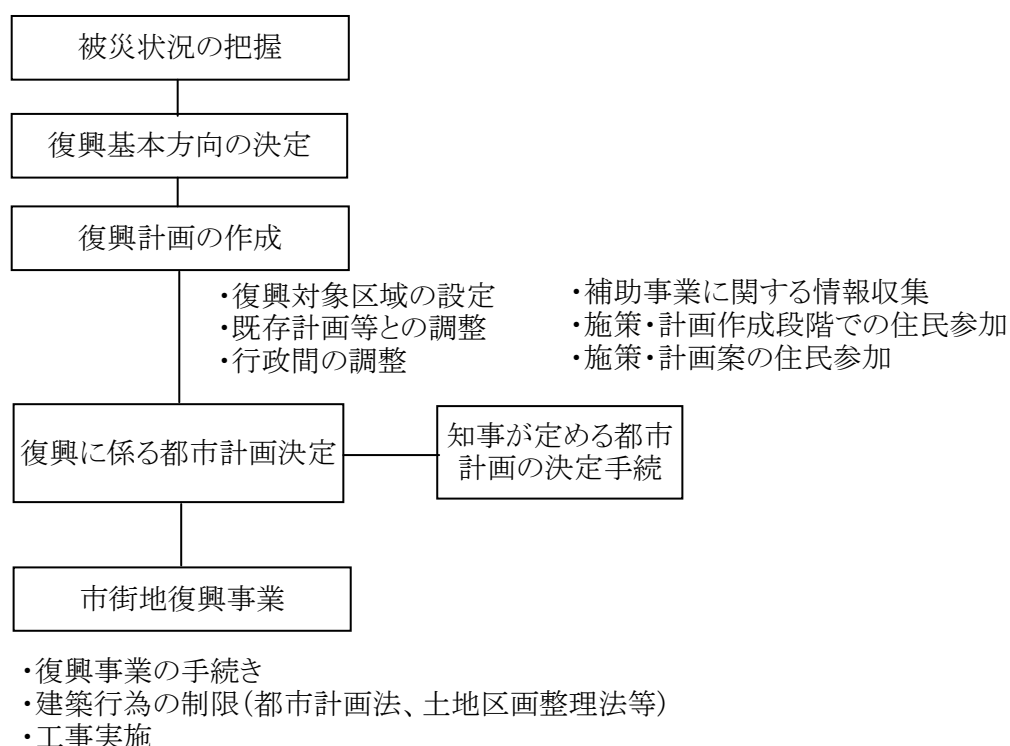 被災状況の把握
復興基本方向の決定
復興計画の作成
・復興対象区域の設定
・既存計画等との調整
・行政間の調整
・補助事業に関する情報収集
・施策・計画作成段階での住民参加
・施策・計画案の住民参加
復興に係る都市計画決定
知事が定める都市
計画の決定手続
市街地復興事業
・復興事業の手続き
・建築行為の制限(都市計画法、土地区画整理法等)
・工事実施